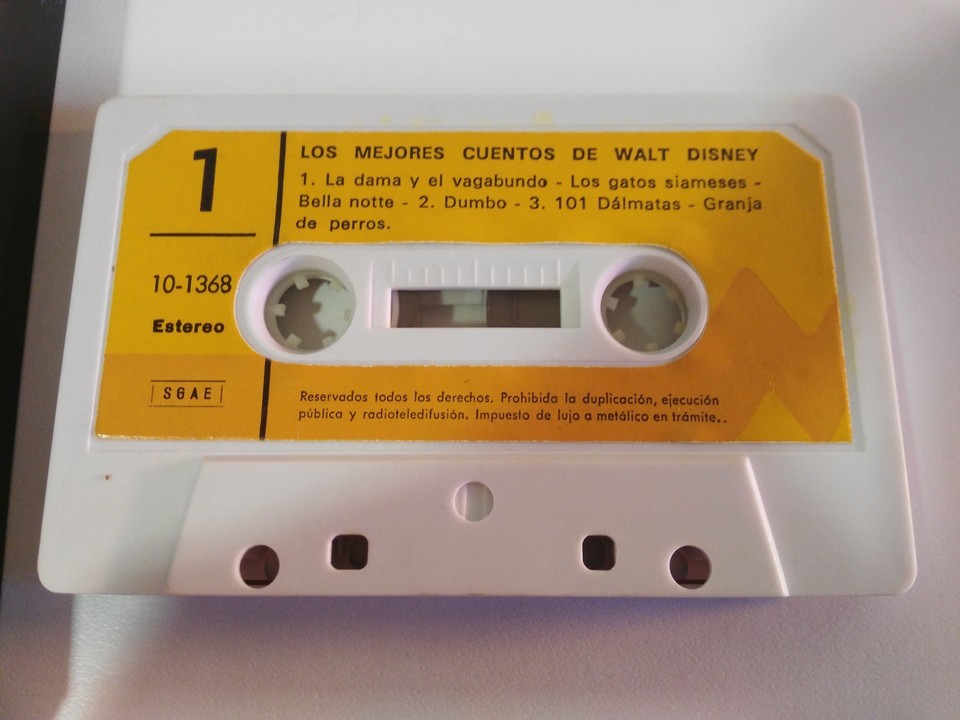 1
LOS MEJORES CUENTOS DE WALT DISNEY
1. La dama y el vagabundo - Los gatos siameses -
Bella notte - 2. Dumbo - 3. 101 Dálmatas - Granja
de perros.
10-1368
Estereo
SGAE
Reservados todos los derechos. Prohibida la duplicación, ejecución
pública y radioteledifusión. Impuesto de lujo a metálico en trámite..